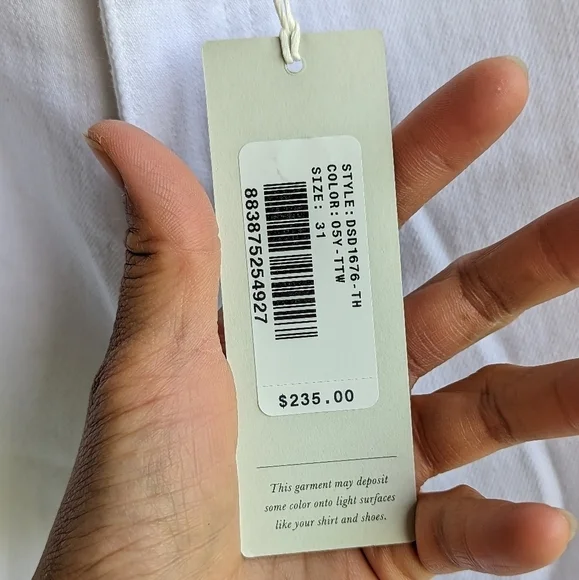 STYLE: DSD1676-TH
COLOR: 05Y-TTW
SIZE: 31
883875254927
$235.00
This garment may deposit
some color onto light surfaces
like your shirt and shoes.